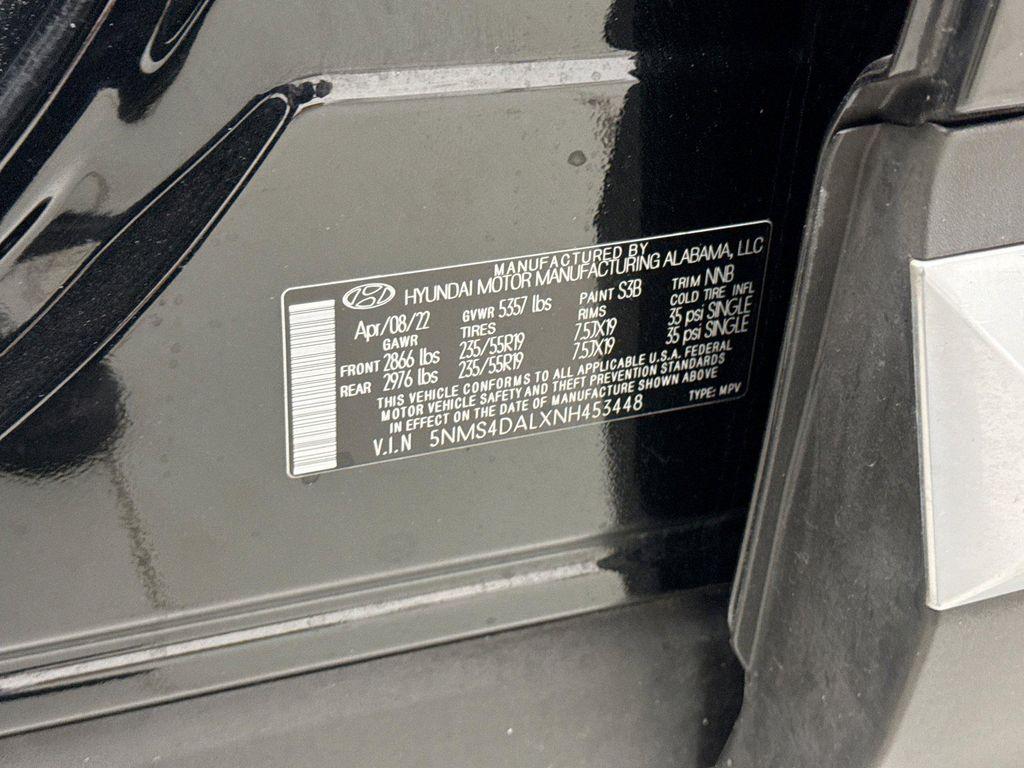 MANUFACTURED BY
HYUNDAI MOTOR MANUFACTURING ALABAMA, LLC
Apr/08/22 GVWR 5357 lbs PAINT S3B TRIM NNB
GAWR TIRES RIMS COLD TIRE INFL
FRONT 2866 lbs 235/55R19 7.5JX19 35 psi SINGLE
REAR 2976 lbs 235/55R19 7.5JX19 35 psi SINGLE
THIS VEHICLE CONFORMS TO ALL APPLICABLE U.S.A. FEDERAL
MOTOR VEHICLE SAFETY AND THEFT PREVENTION STANDARDS
IN EFFECT ON THE DATE OF MANUFACTURE SHOWN ABOVE
V.I.N 5NMS4DALXNH453448 TYPE: MPV